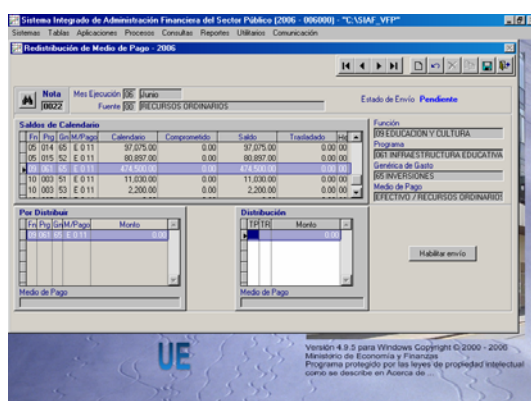 Sistema Integrado de Administración Financiera del Sector Público (2006 - 006000) - "C:\SIAF_VFP"
Sistemas Tablas Aplicaciones Procesos Consultas Reportes Utilitarios Comunicación
Redistribución de Medio de Pago - 2006
Nota Mes Ejecución 06 Junio
0022 Fuente 00 RECURSOS ORDINARIOS
Estado de Envío Pendiente
Saldos de Calendario
Fn Prg Gn M/Pago Calendario Comprometido Saldo Trasladado
05 014 65 E 0 11 97,075.00 0.00 97,075.00 0.00 00
05 015 52 E 0 11 80,897.00 0.00 80,897.00 0.00 00
09 061 65 E 0 11 474,500.00 0.00 474,500.00 0.00 00
10 003 51 E 0 11 11,030.00 0.00 11,030.00 0.00 00
10 003 53 E 0 11 2,200.00 0.00 2,200.00 0.00 00
Función
09 EDUCACIÓN Y CULTURA
Programa
061 INFRAESTRUCTURA EDUCATIVA
Genérica de Gasto
65 INVERSIONES
Medio de Pago
EFECTIVO / RECURSOS ORDINARIOS
Por Distribuir
Fn Prg Gn M/Pago Monto
09 061 65 E 0 11 0.00
Medio de Pago
Distribución
TP TR Monto
0.00
Medio de Pago
Habilitar envío
UE
Versión 4.9.5 para Windows Copyright © 2000 - 2006
Ministerio de Economía y Finanzas
Programa protegido por las leyes de propiedad intelectual
como se describe en Acerca de ...